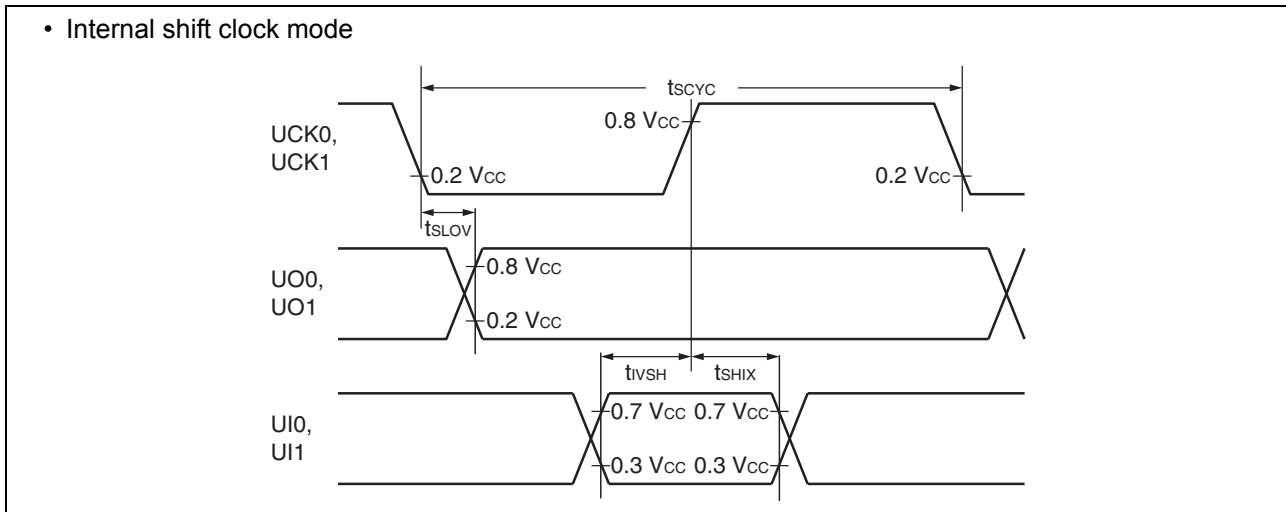 • Internal shift clock mode
tSCYC
UCK0,
UCK1
0.8 VCC
0.2 VCC
0.2 VCC
tSLOV
UO0,
UO1
0.8 VCC
0.2 VCC
tIVSH
tSHIX
UI0,
UI1
0.7 VCC
0.7 VCC
0.3 VCC
0.3 VCC